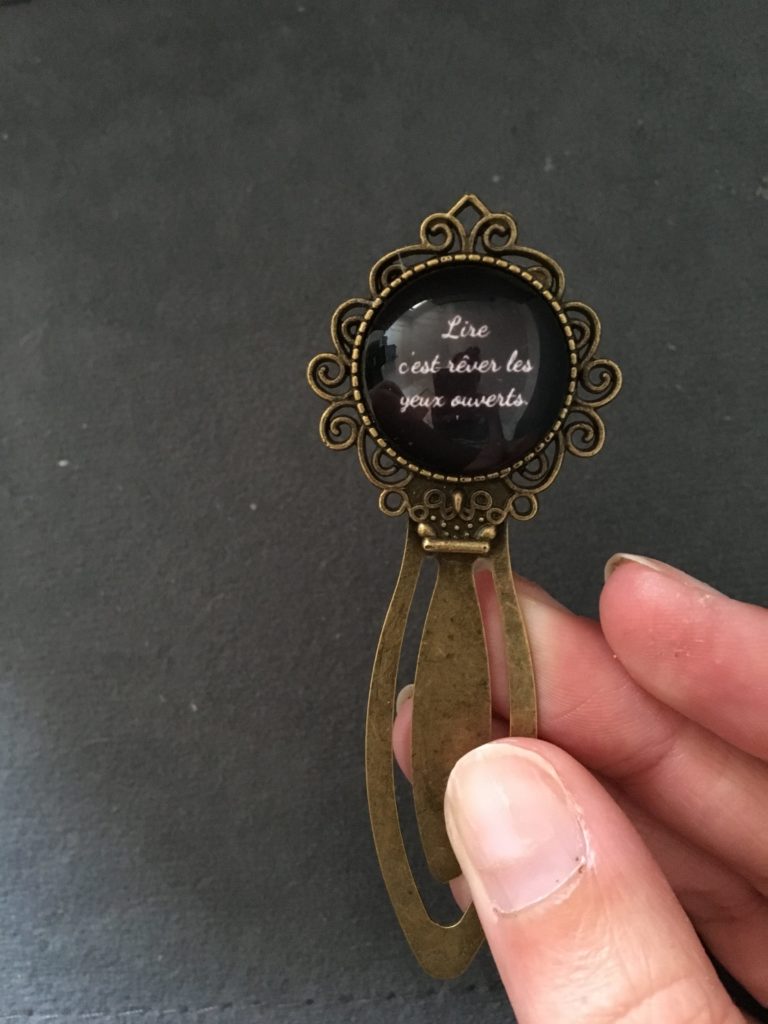 Lire
c'est rêver les
yeux ouverts.